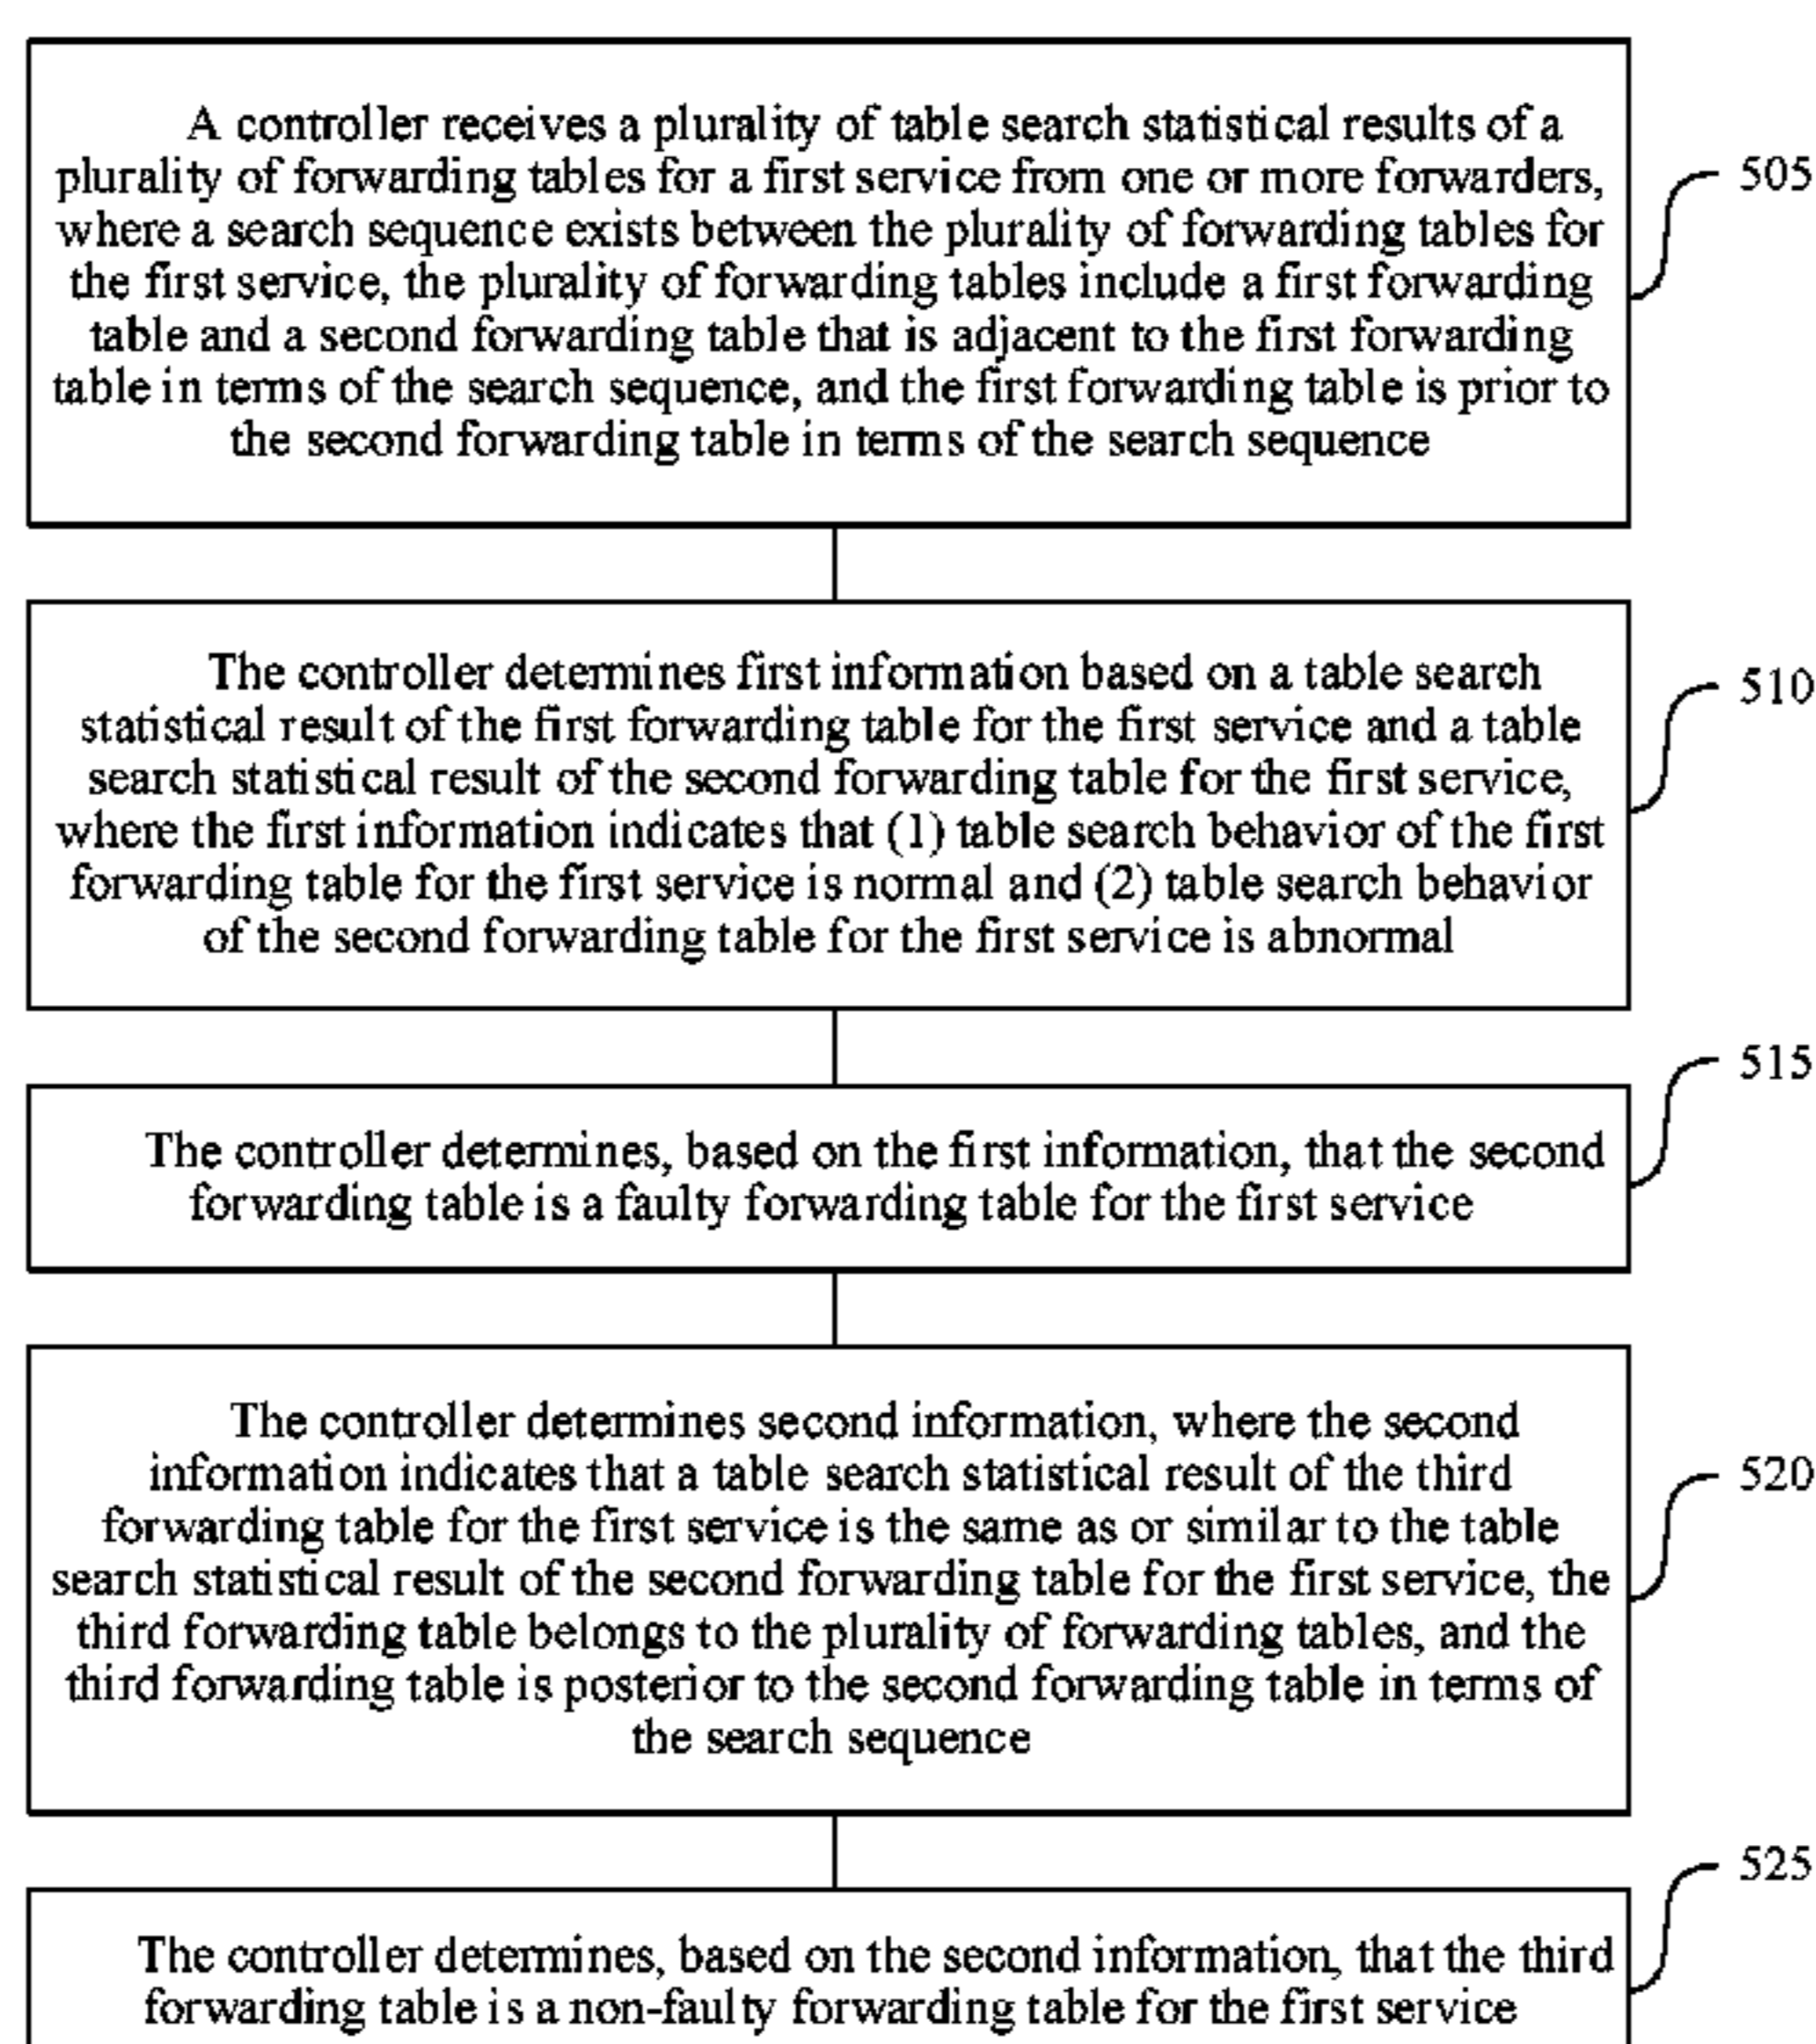 A controller receives a plurality of table search statistical results of a
plurality of forwarding tables for a first service from one or more forwarders,
where a search sequence exists between the plurality of forwarding tables for
the first service, the plurality of forwarding tables include a first forwarding
table and a second forwarding table that is adjacent to the first forwarding
table in terms of the search sequence, and the first forwarding table is prior to
the second forwarding table in terms of the search sequence
505
The controller determines first information based on a table search
statistical result of the first forwarding table for the first service and a table
search statistical result of the second forwarding table for the first service,
where the first information indicates that (1) table search behavior of the first
forwarding table for the first service is normal and (2) table search behavior
of the second forwarding table for the first service is abnormal
510
The controller determines, based on the first information, that the second
forwarding table is a faulty forwarding table for the first service
515
The controller determines second information, where the second
information indicates that a table search statistical result of the third
forwarding table for the first service is the same as or similar to the table
search statistical result of the second forwarding table for the first service, the
third forwarding table belongs to the plurality of forwarding tables, and the
third forwarding table is posterior to the second forwarding table in terms of
the search sequence
520
The controller determines, based on the second information, that the third
forwarding table is a non-faulty forwarding table for the first service
525